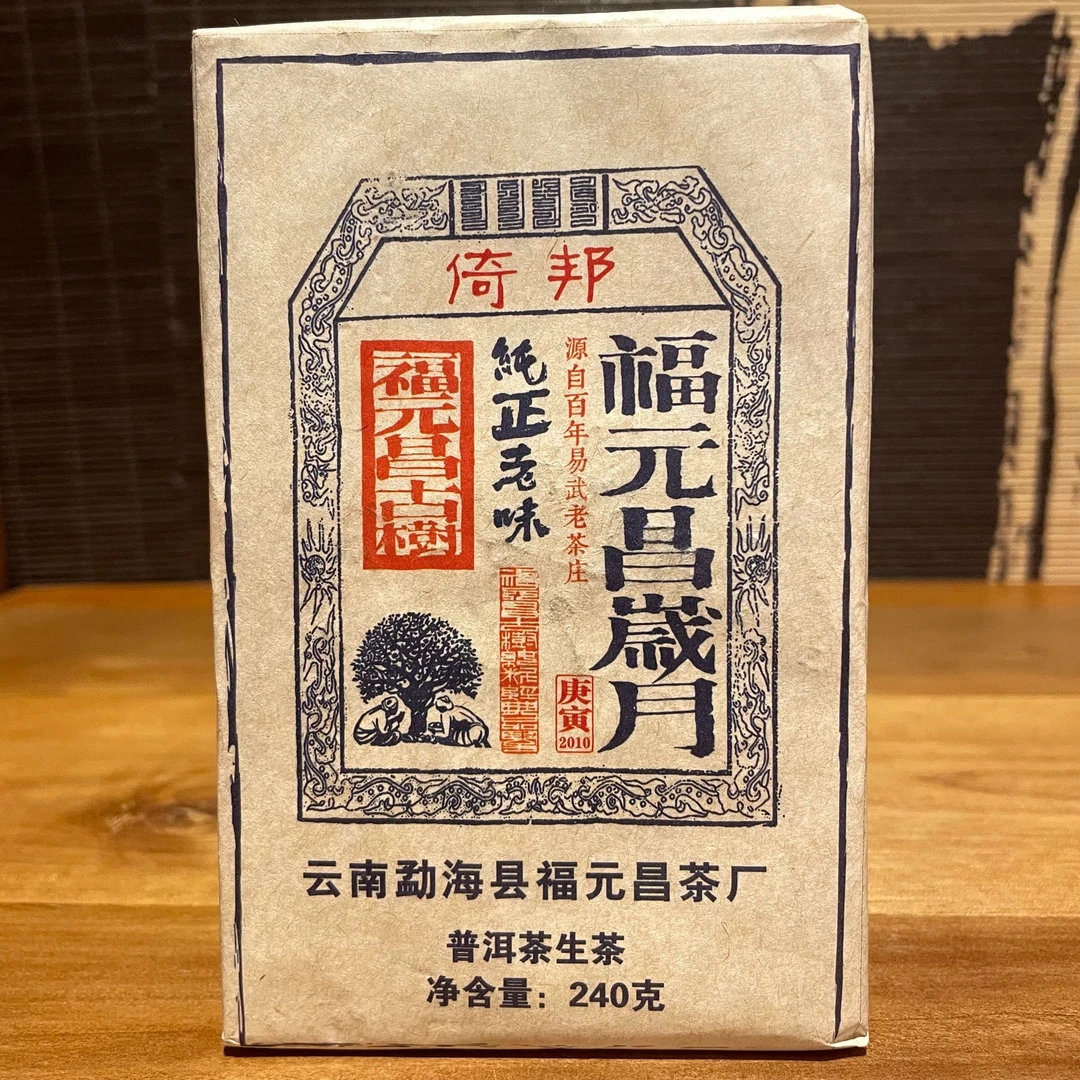 倚邦
福元昌歲月
源自百年易武老茶庄
庚寅
2010
純正老味
福元昌古樹
云南勐海县福元昌茶厂
普洱茶生茶
净含量：240克